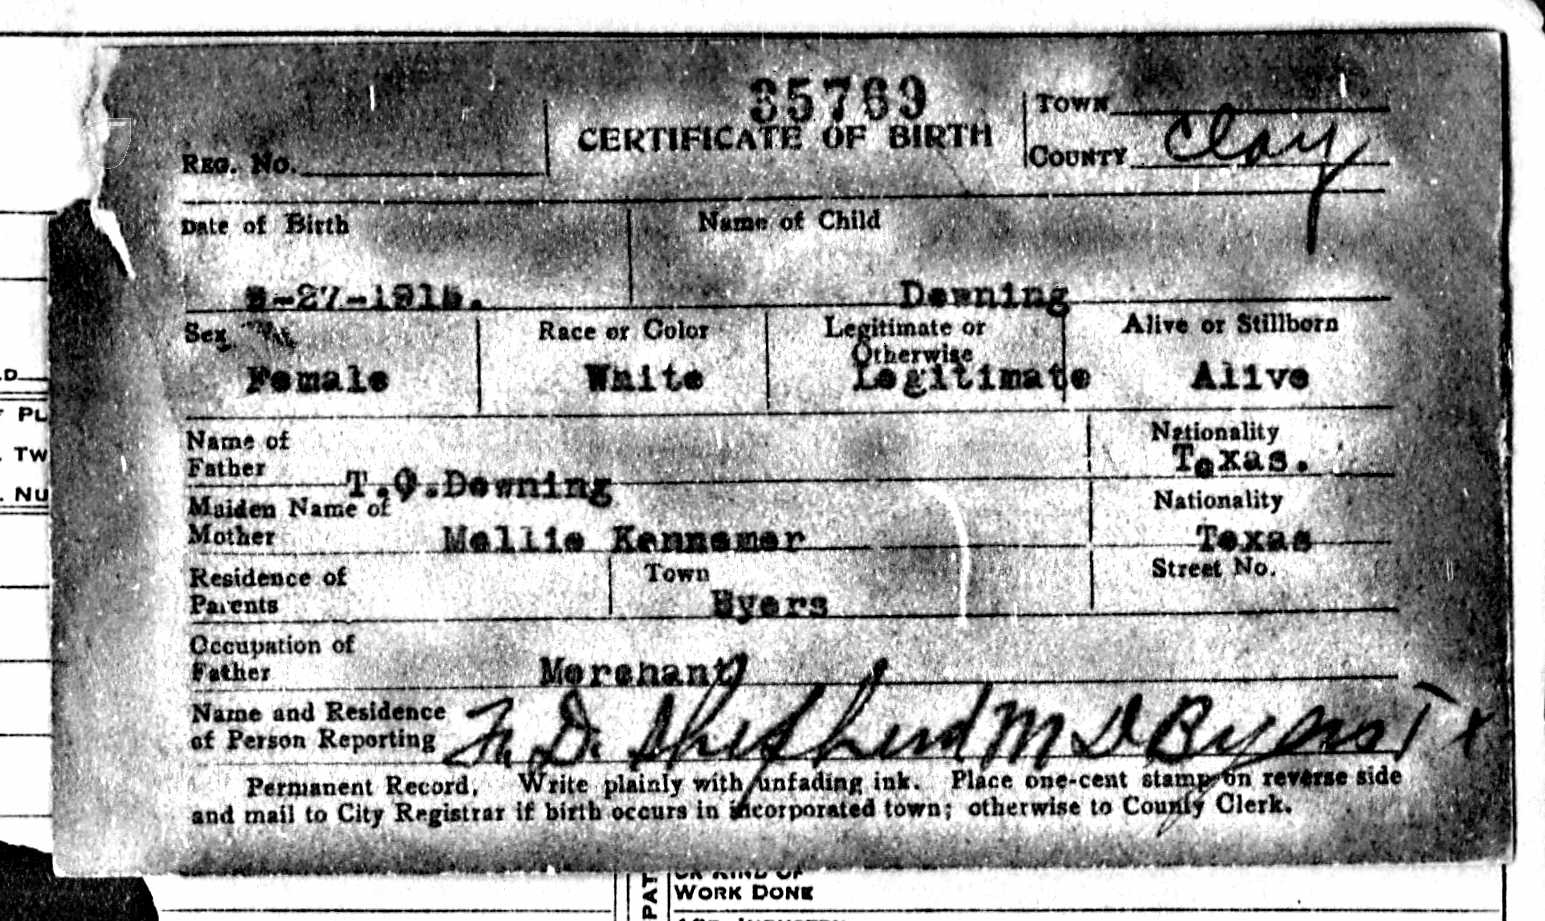 35769
CERTIFICATE OF BIRTH
TOWN
COUNTY Clay
REG. NO.
Date of Birth
Name of Child
-27-1915.
Downing
Sex
Race or Color
Legitimate or
Otherwise
Alive or Stillborn
Female
White
Legitimate
Alive
Name of
Father
T.O.Downing
Nationality
Texas.
Maiden Name of
Mother
Mellie Kennemer
Nationality
Texas
Residence of
Parents
Town
Byers
Street No.
Occupation of
Father
Merchant
Name and Residence
of Person Reporting
D. Shepherd M D Byers Tx
Permanent Record. Write plainly with unfading ink. Place one-cent stamp on reverse side
and mail to City Registrar if birth occurs in incorporated town; otherwise to County Clerk.
PL
TW
NU
PAT
OR KIND OF
WORK DONE